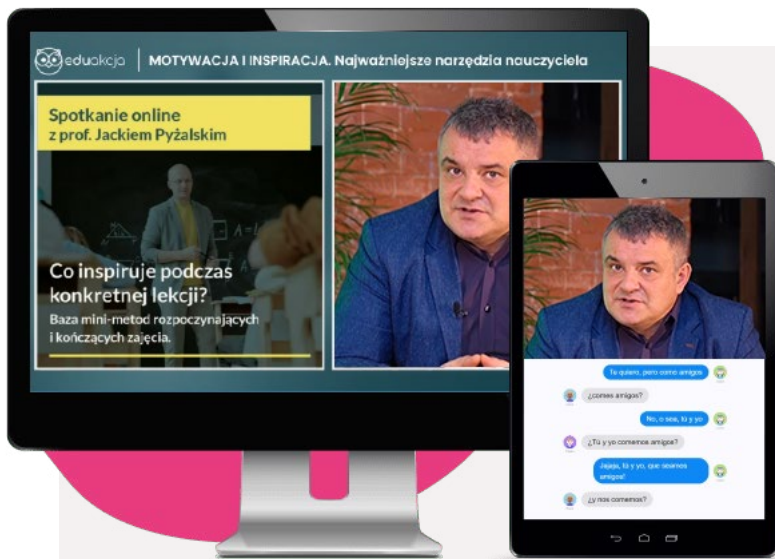 eduakcja
MOTYWACJA I INSPIRACJA. Najważniejsze narzędzia nauczyciela
Spotkanie online
z prof. Jackiem Pyżalskim
Co inspiruje podczas
konkretnej lekcji?
Baza mini-metod rozpoczynających
i kończących zajęcia.
Te quiero, pero como amigos
¿comes amigos?
No, o sea, tú y yo
¿Tú y yo comemos amigos?
Jajaja, tú y yo, que seamos
amigos!
¿y nos comemos?